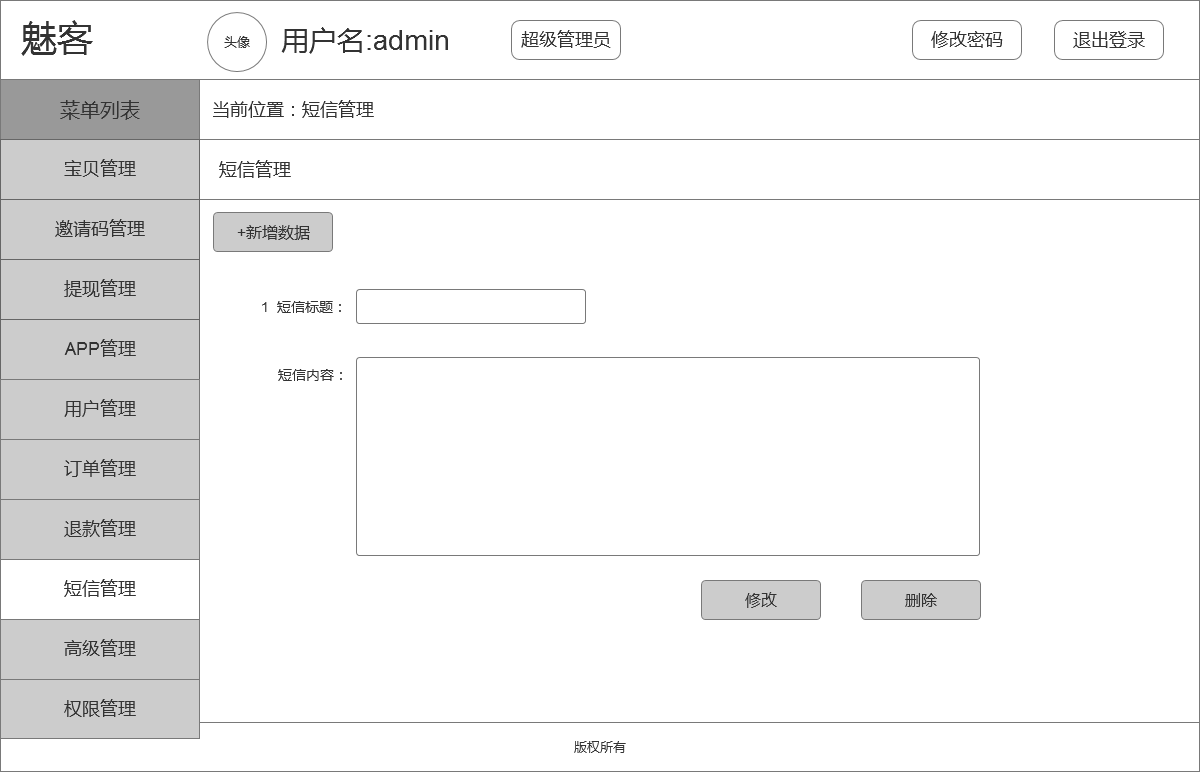 魅客
头像
用户名:admin
超级管理员
修改密码
退出登录
菜单列表
当前位置：短信管理
宝贝管理
短信管理
邀请码管理
+新增数据
提现管理
1 短信标题：
APP管理
短信内容：
用户管理
订单管理
退款管理
短信管理
修改
删除
高级管理
权限管理
版权所有